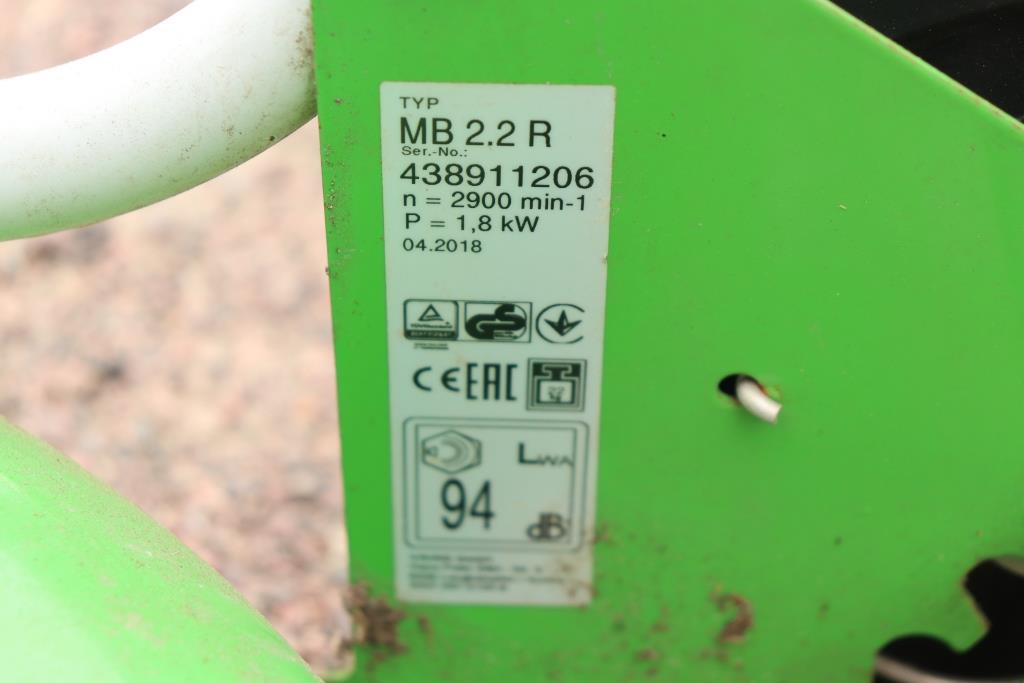 TYP
MB 2.2 R
Ser.-No.:
438911206
n = 2900 min-1
P = 1,8 kW
04.2018
CE EAC
LWA
94
dB